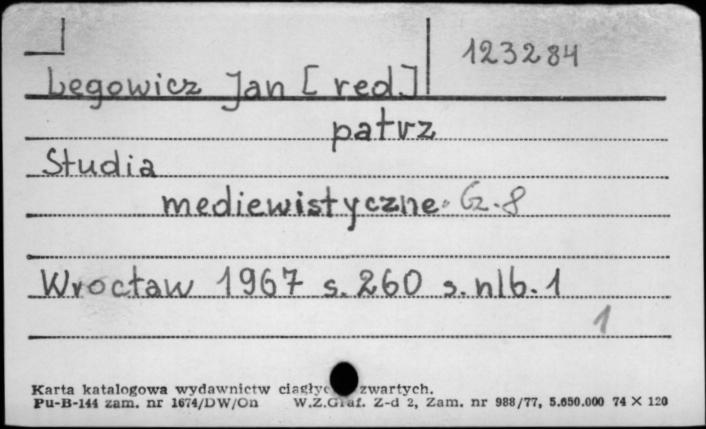 123284
Legowicz Jan [red.]
patrz
Studia
mediewistyczne. Cz. 8
Wrocław 1967 s. 260 s. nlb. 1
1
Karta katalogowa wydawnictw zwartych.
Pu-B-144 zam. nr 1674/DW/On W.Z.Graf. Z-d 2, Zam. nr 988/77, 5.650.000 74 × 120